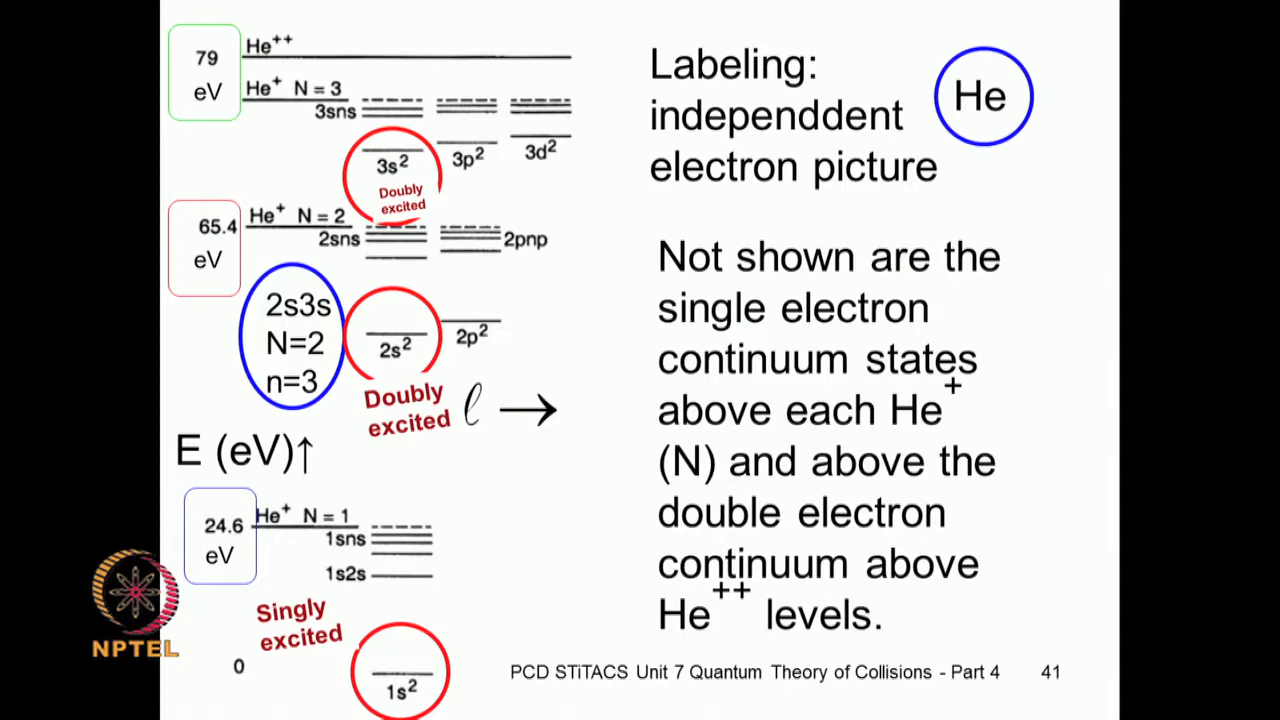 79
eV
He++
He+ N = 3
3sns
3s2
3p2
3d2
Doubly
excited
65.4
eV
He+ N = 2
2sns
2pnp
2s3s
N=2
n=3
2s2
2p2
Doubly
excited
ℓ →
E (eV)↑
24.6
eV
He+ N = 1
1sns
1s2s
Singly
excited
0
1s2
Labeling:
independdent
electron picture
He
Not shown are the
single electron
continuum states
above each He+
(N) and above the
double electron
continuum above
He++ levels.
NPTEL
PCD STiTACS Unit 7 Quantum Theory of Collisions - Part 4 41